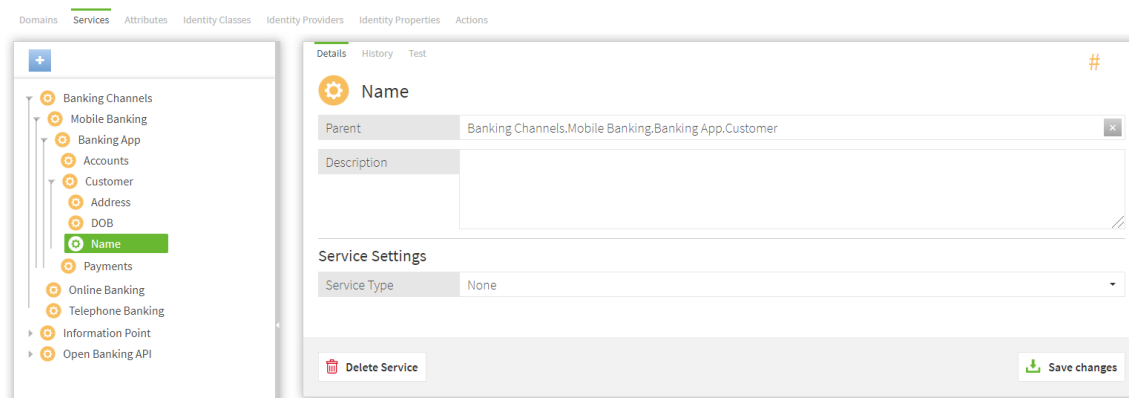 Domains Services Attributes Identity Classes Identity Providers Identity Properties Actions
+
Banking Channels
Mobile Banking
Banking App
Accounts
Customer
Address
DOB
Name
Payments
Online Banking
Telephone Banking
Information Point
Open Banking API
Details History Test
#
Name
Parent Banking Channels.Mobile Banking.Banking App.Customer
Description
Service Settings
Service Type None
Delete Service Save changes